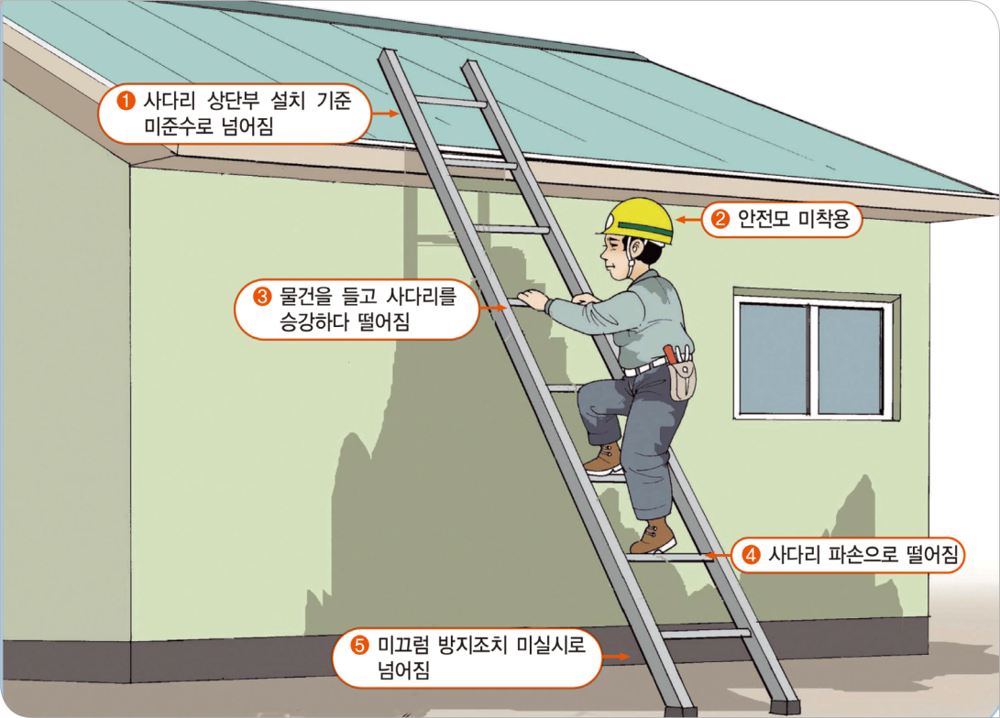 ❶ 사다리 상단부 설치 기준
미준수로 넘어짐
❷ 안전모 미착용
❸ 물건을 들고 사다리를
승강하다 떨어짐
❹ 사다리 파손으로 떨어짐
❺ 미끄럼 방지조치 미실시로
넘어짐